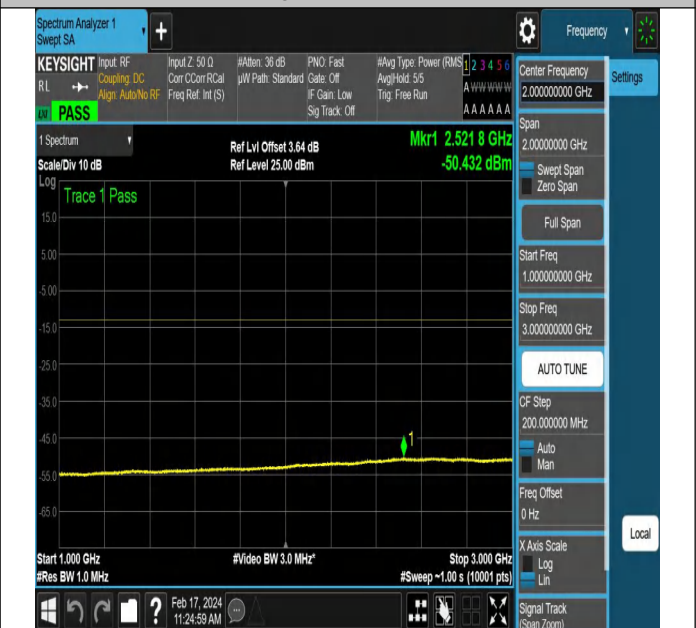 Spectrum Analyzer 1
Swept SA
+
Frequency
KEYSIGHT
RL
PASS
Input: RF
Coupling: DC
Align: Auto/No RF
Input Z: 50 Ω
Corr CCorr RCal
Freq Ref: Int (S)
#Atten: 36 dB
µW Path: Standard
PNO: Fast
Gate: Off
IF Gain: Low
Sig Track: Off
#Avg Type: Power (RMS
Avg|Hold: 5/5
Trig: Free Run
1 2 3 4 5 6
A W W W W W
A A A A A A
1 Spectrum
Scale/Div 10 dB
Ref Lvl Offset 3.64 dB
Ref Level 25.00 dBm
Mkr1 2.521 8 GHz
-50.432 dBm
Log
Trace 1 Pass
15.0
5.00
-5.00
-15.0
-25.0
-35.0
-45.0
-55.0
-65.0
1
Start 1.000 GHz
#Res BW 1.0 MHz
#Video BW 3.0 MHz*
Stop 3.000 GHz
#Sweep ~1.00 s (10001 pts)
?
Feb 17, 2024
11:24:59 AM
Center Frequency
2.000000000 GHz
Settings
Span
2.00000000 GHz
Swept Span
Zero Span
Full Span
Start Freq
1.000000000 GHz
Stop Freq
3.000000000 GHz
AUTO TUNE
CF Step
200.000000 MHz
Auto
Man
Freq Offset
0 Hz
X Axis Scale
Log
Lin
Local
Signal Track
(Span Zoom)